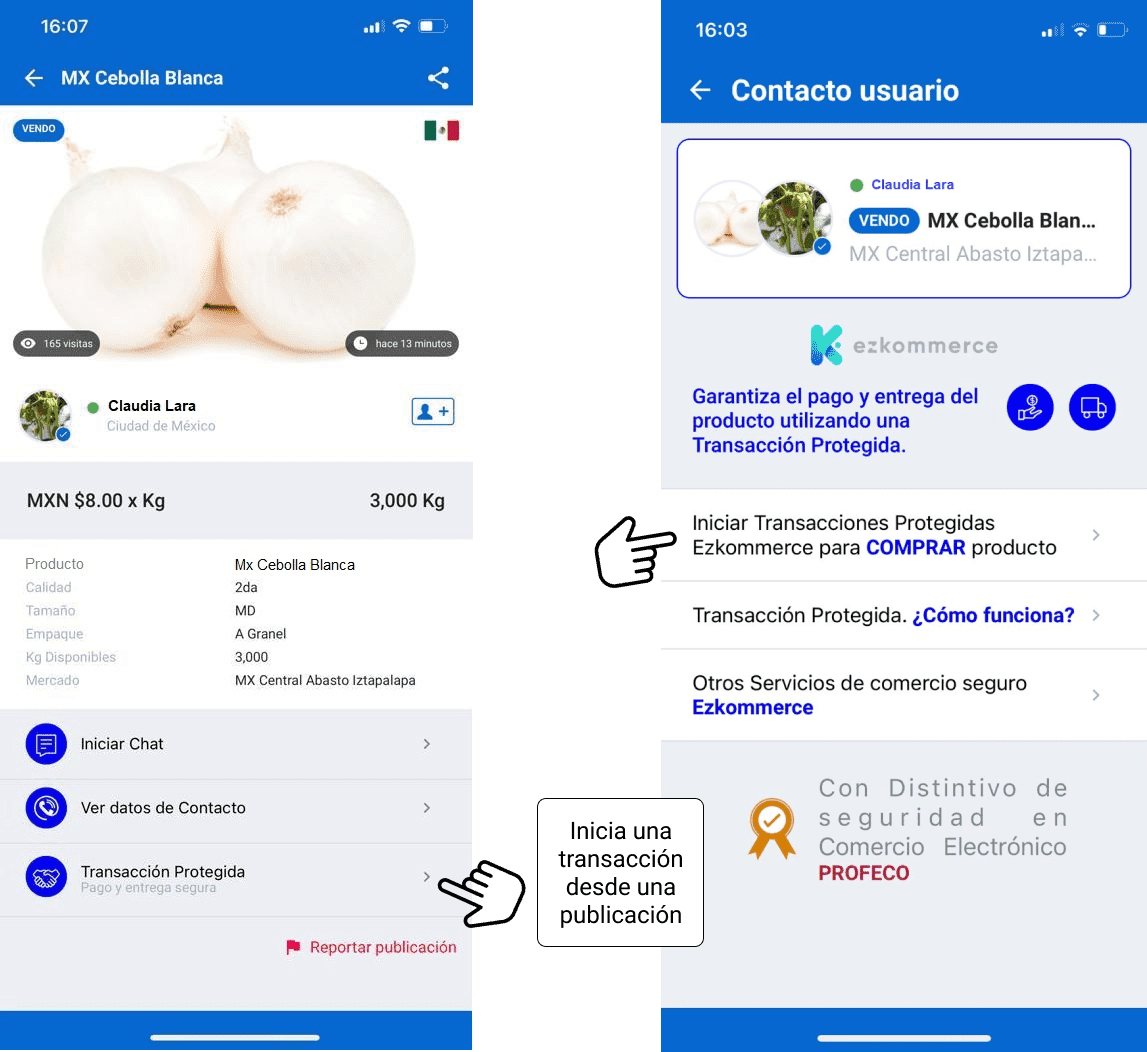 16:07
MX Cebolla Blanca
VENDO
165 visitas
hace 13 minutos
Claudia Lara
Ciudad de México
MXN $8.00 x Kg
3,000 Kg
Producto Mx Cebolla Blanca
Calidad 2da
Tamaño MD
Empaque A Granel
Kg Disponibles 3,000
Mercado MX Central Abasto Iztapalapa
Iniciar Chat
Ver datos de Contacto
Transacción Protegida
Pago y entrega segura
Reportar publicación
Inicia una
transacción
desde una
publicación
16:03
Contacto usuario
Claudia Lara
VENDO MX Cebolla Blan...
MX Central Abasto Iztapa...
ezkommerce
Garantiza el pago y entrega del
producto utilizando una
Transacción Protegida.
Iniciar Transacciones Protegidas
Ezkommerce para COMPRAR producto
Transacción Protegida. ¿Cómo funciona?
Otros Servicios de comercio seguro
Ezkommerce
Con Distintivo de
seguridad en
Comercio Electrónico
PROFECO